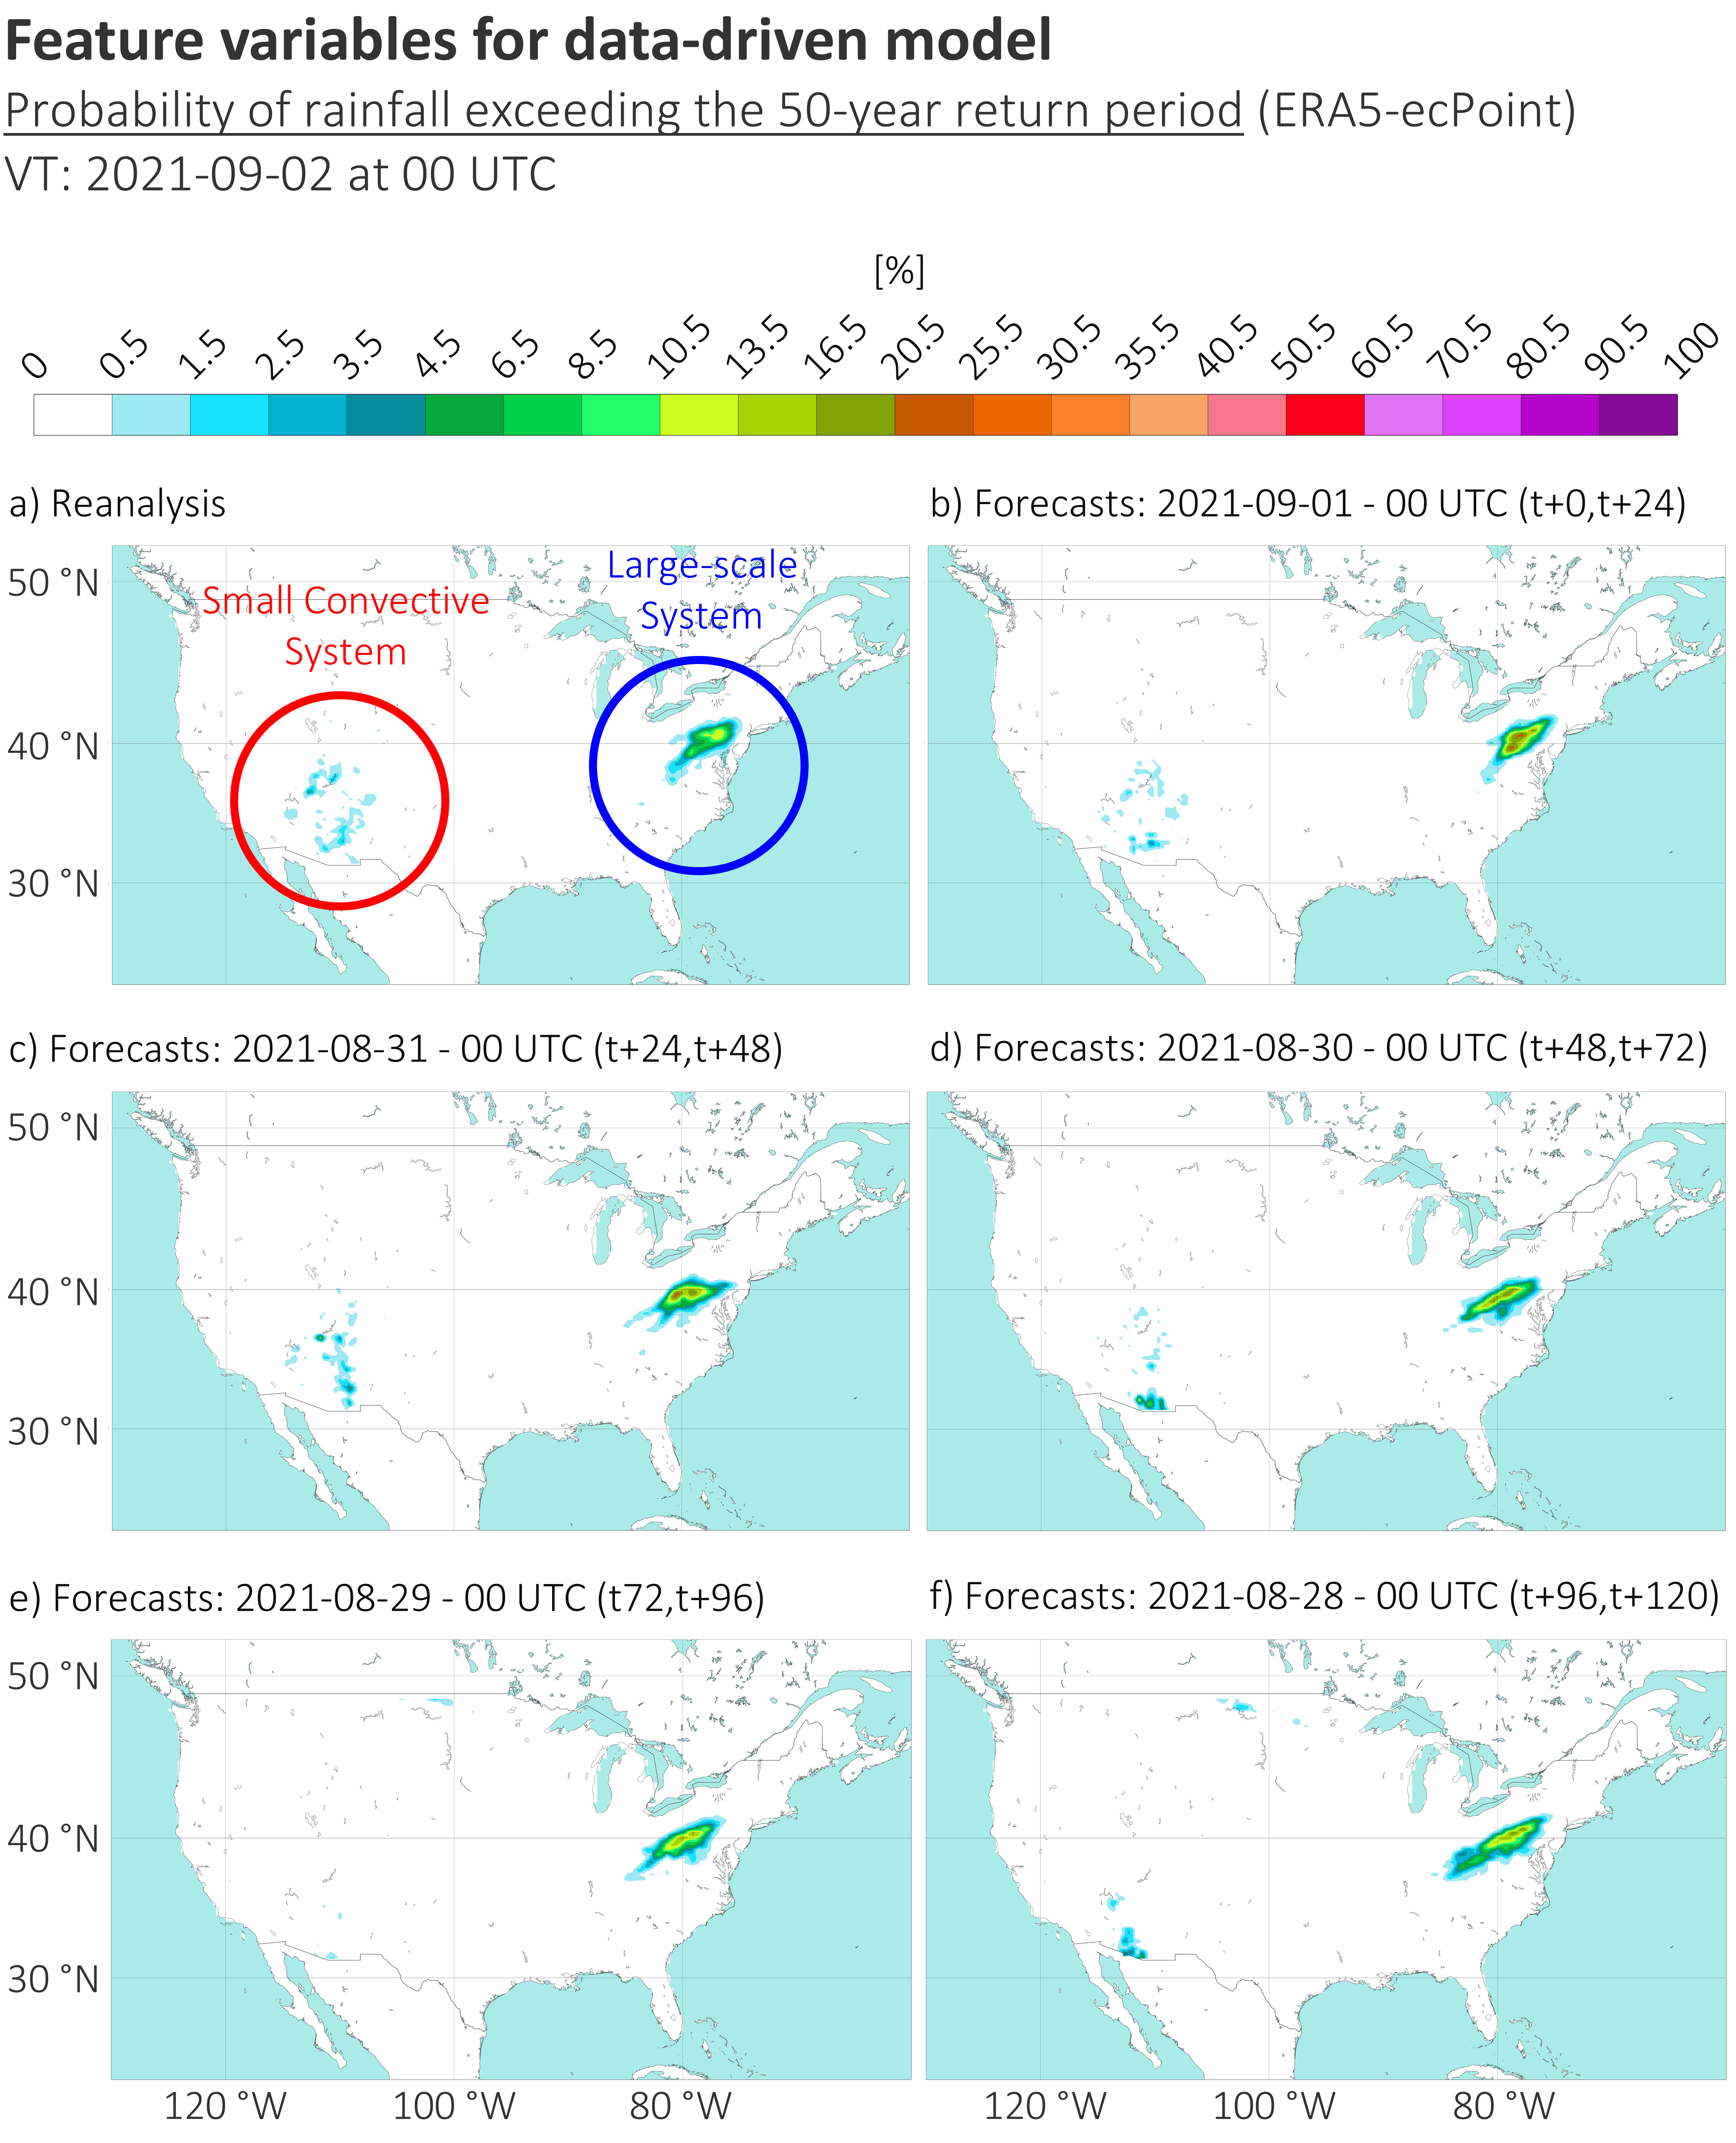 Feature variables for data-driven model
Probability of rainfall exceeding the 50-year return period (ERA5-ecPoint)
VT: 2021-09-02 at 00 UTC
[%]
0 0.5 1.5 2.5 3.5 4.5 6.5 8.5 10.5 13.5 16.5 20.5 25.5 30.5 35.5 40.5 50.5 60.5 70.5 80.5 90.5 100
a) Reanalysis
b) Forecasts: 2021-09-01 - 00 UTC (t+0,t+24)
Large-scale
System
Small Convective
System
50 °N
40 °N
30 °N
c) Forecasts: 2021-08-31 - 00 UTC (t+24,t+48)
d) Forecasts: 2021-08-30 - 00 UTC (t+48,t+72)
50 °N
40 °N
30 °N
e) Forecasts: 2021-08-29 - 00 UTC (t72,t+96)
f) Forecasts: 2021-08-28 - 00 UTC (t+96,t+120)
50 °N
40 °N
30 °N
120 °W 100 °W 80 °W 120 °W 100 °W 80 °W